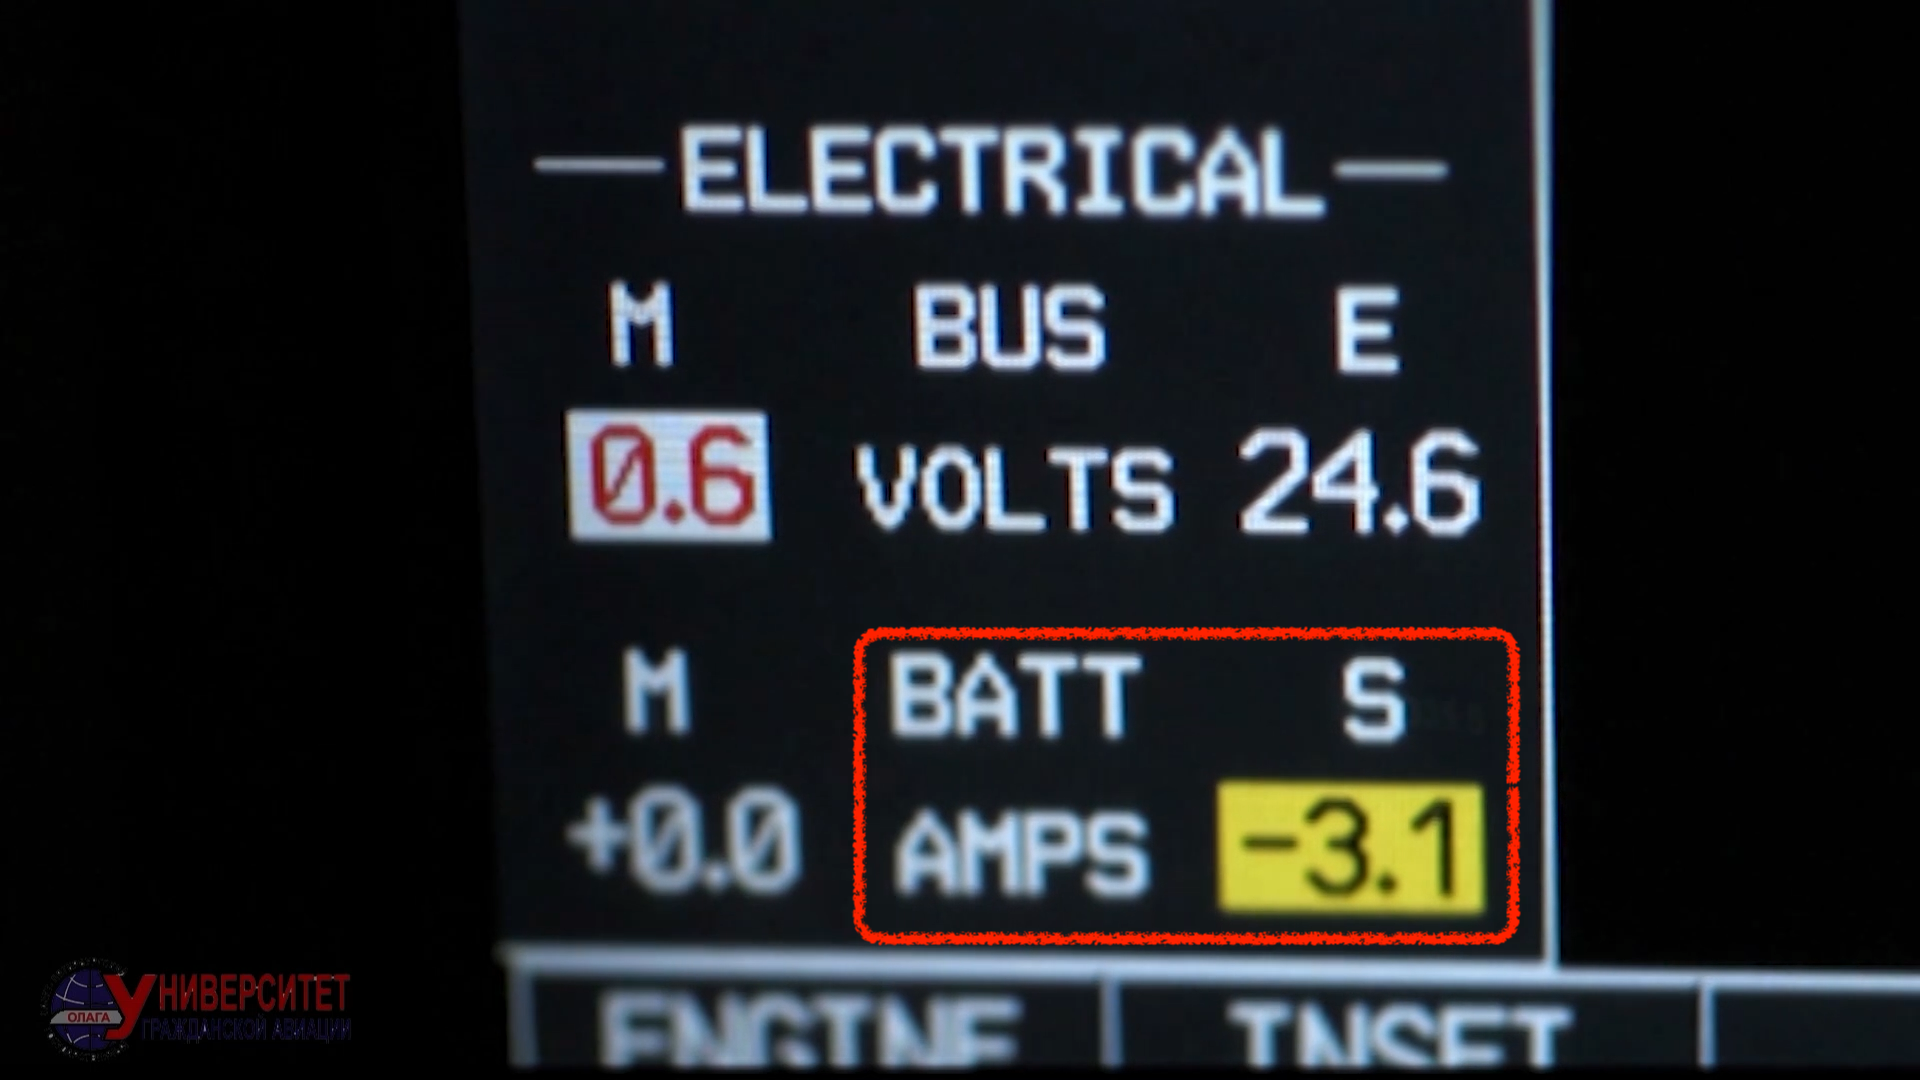 ELECTRICAL
M BUS E
0.6 VOLTS 24.6
M BATT S
+0.0 AMPS -3.1
ENGINE INSET
УНИВЕРСИТЕТ
ОЛАГА
ГРАЖДАНСКОЙ АВИАЦИИ